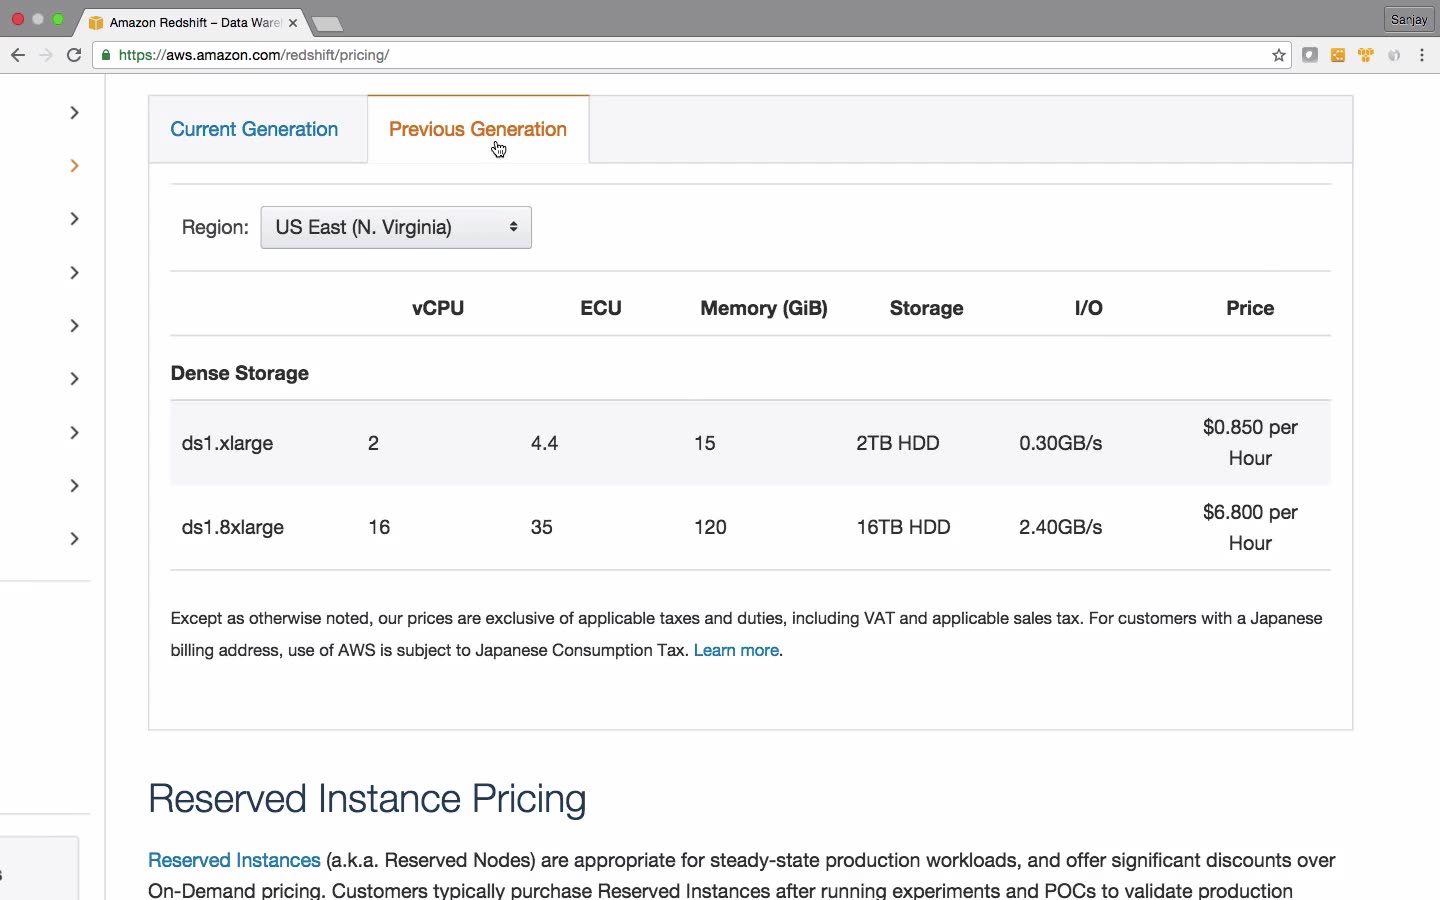 Amazon Redshift – Data Ware
Sanjay
https://aws.amazon.com/redshift/pricing/
Current Generation
Previous Generation
Region: US East (N. Virginia)
vCPU ECU Memory (GiB) Storage I/O Price
Dense Storage
ds1.xlarge 2 4.4 15 2TB HDD 0.30GB/s $0.850 per
Hour
ds1.8xlarge 16 35 120 16TB HDD 2.40GB/s $6.800 per
Hour
Except as otherwise noted, our prices are exclusive of applicable taxes and duties, including VAT and applicable sales tax. For customers with a Japanese
billing address, use of AWS is subject to Japanese Consumption Tax. Learn more.
Reserved Instance Pricing
Reserved Instances (a.k.a. Reserved Nodes) are appropriate for steady-state production workloads, and offer significant discounts over
On-Demand pricing. Customers typically purchase Reserved Instances after running experiments and POCs to validate production